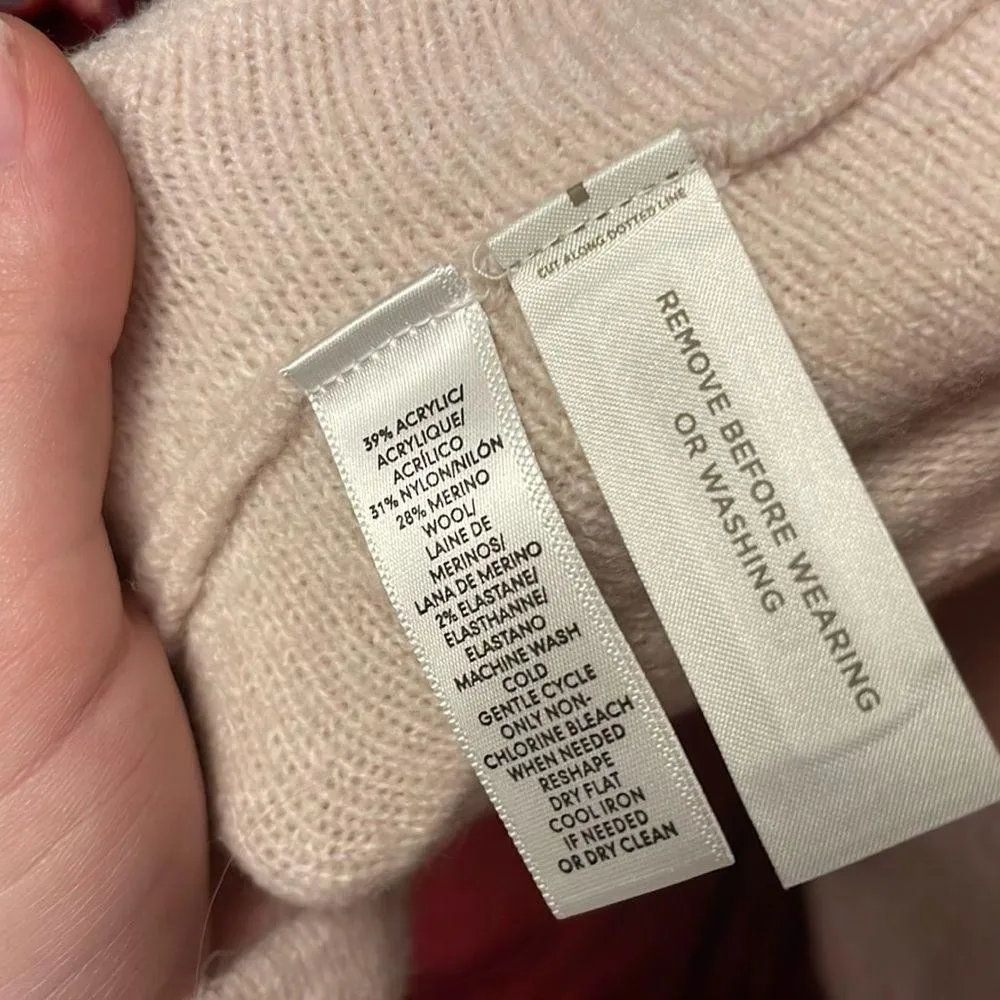 39% ACRYLIC/
ACRYLIQUE/
ACRÍLICO
31% NYLON/NILÓN
28% MERINO
WOOL/
LAINE DE
MERINOS/
LANA DE MERINO
2% ELASTANE/
ELASTHANNE/
ELASTANO
MACHINE WASH
COLD
GENTLE CYCLE
ONLY NON-
CHLORINE BLEACH
WHEN NEEDED
RESHAPE
DRY FLAT
COOL IRON
IF NEEDED
OR DRY CLEAN
CUT ALONG DOTTED LINE
REMOVE BEFORE WEARING
OR WASHING